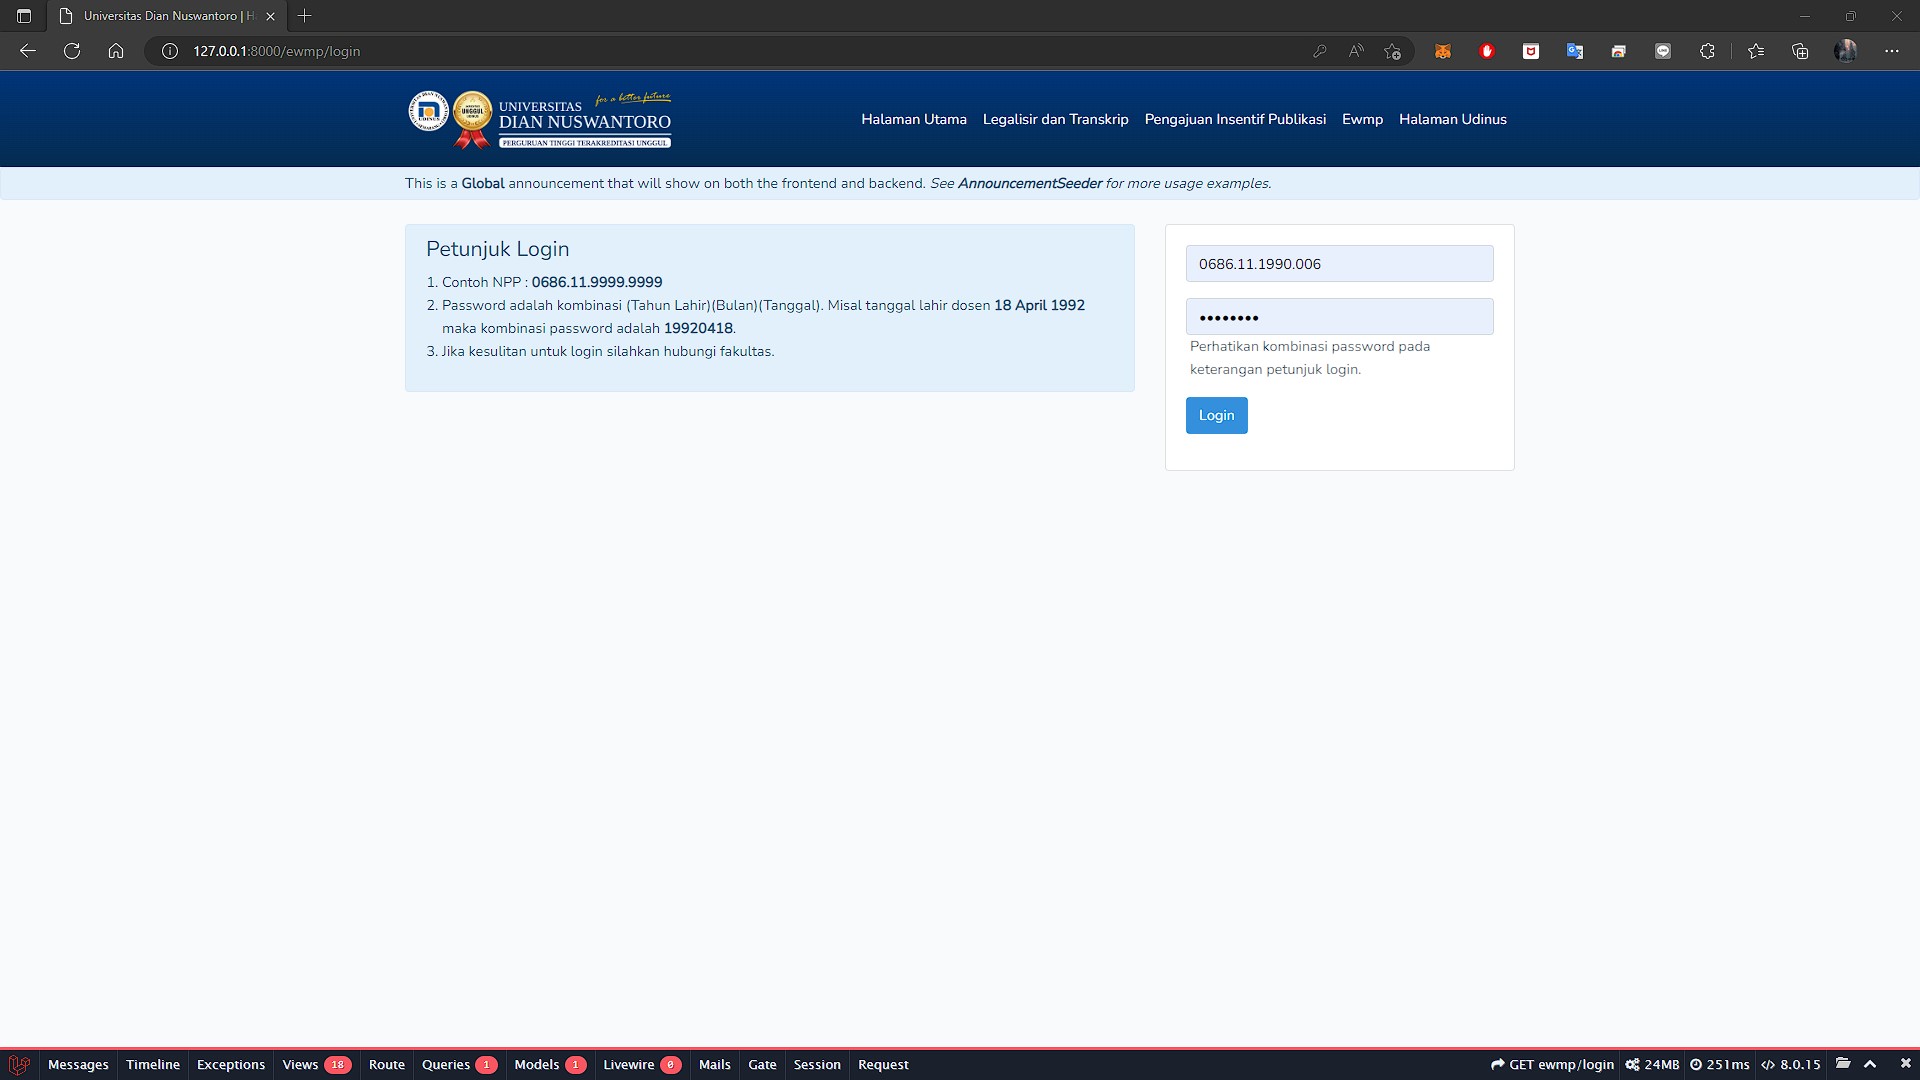 Universitas Dian Nuswantoro | H
127.0.0.1:8000/ewmp/login
for a better future
UNIVERSITAS
DIAN NUSWANTORO
PERGURUAN TINGGI TERAKREDITASI UNGGUL
UDINUS
UNGGUL
Halaman Utama Legalisir dan Transkrip Pengajuan Insentif Publikasi Ewmp Halaman Udinus
This is a Global announcement that will show on both the frontend and backend. See AnnouncementSeeder for more usage examples.
Petunjuk Login
1. Contoh NPP : 0686.11.9999.9999
2. Password adalah kombinasi (Tahun Lahir)(Bulan)(Tanggal). Misal tanggal lahir dosen 18 April 1992
maka kombinasi password adalah 19920418.
3. Jika kesulitan untuk login silahkan hubungi fakultas.
0686.11.1990.006
••••••••
Perhatikan kombinasi password pada
keterangan petunjuk login.
Login
Messages Timeline Exceptions Views 18 Route Queries 1 Models 1 Livewire 0 Mails Gate Session Request GET ewmp/login 24MB 251ms 8.0.15